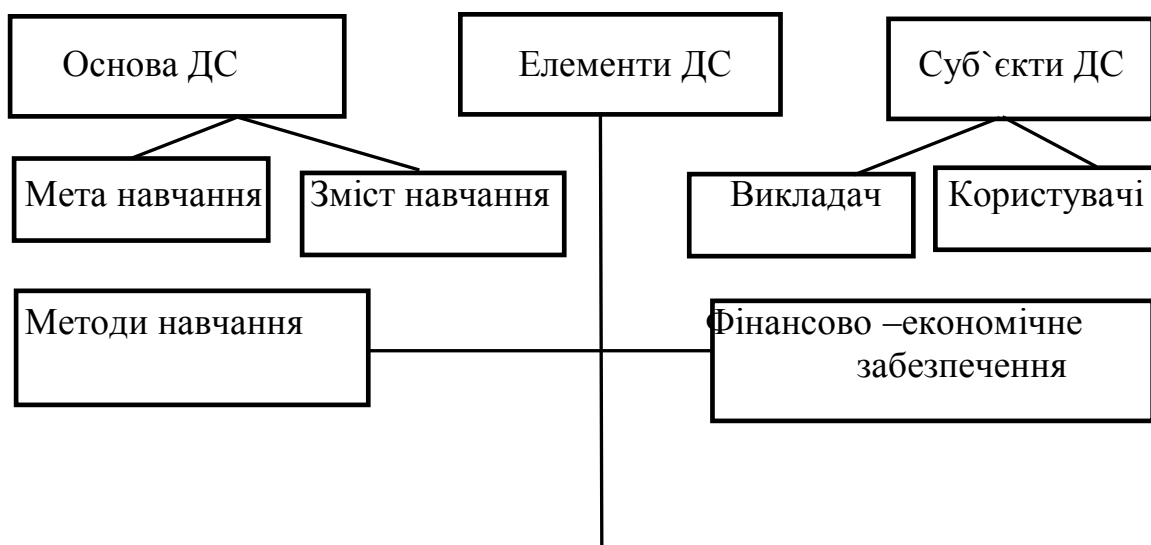 Основа ДС
Елементи ДС
Суб`єкти ДС
Мета навчання
Зміст навчання
Викладач
Користувачі
Методи навчання
Фінансово –економічне
забезпечення